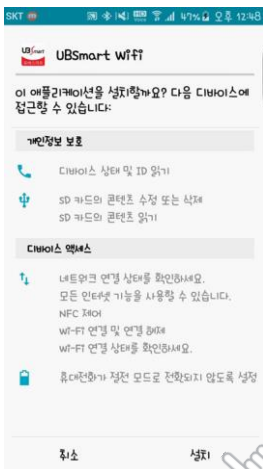 SKT 47% 오후 12:48
UBSmart WiFi
이 애플리케이션을 설치할까요? 다음 디바이스에
접근할 수 있습니다:
개인정보 보호
디바이스 상태 및 ID 읽기
SD 카드의 콘텐츠 수정 또는 삭제
SD 카드의 콘텐츠 읽기
디바이스 액세스
네트워크 연결 상태를 확인하세요.
모든 인터넷 기능을 사용할 수 있습니다.
NFC 제어
Wi-Fi 연결 및 연결 해제
Wi-Fi 연결 상태를 확인하세요.
휴대전화가 절전 모드로 전환되지 않도록 설정
취소 설치